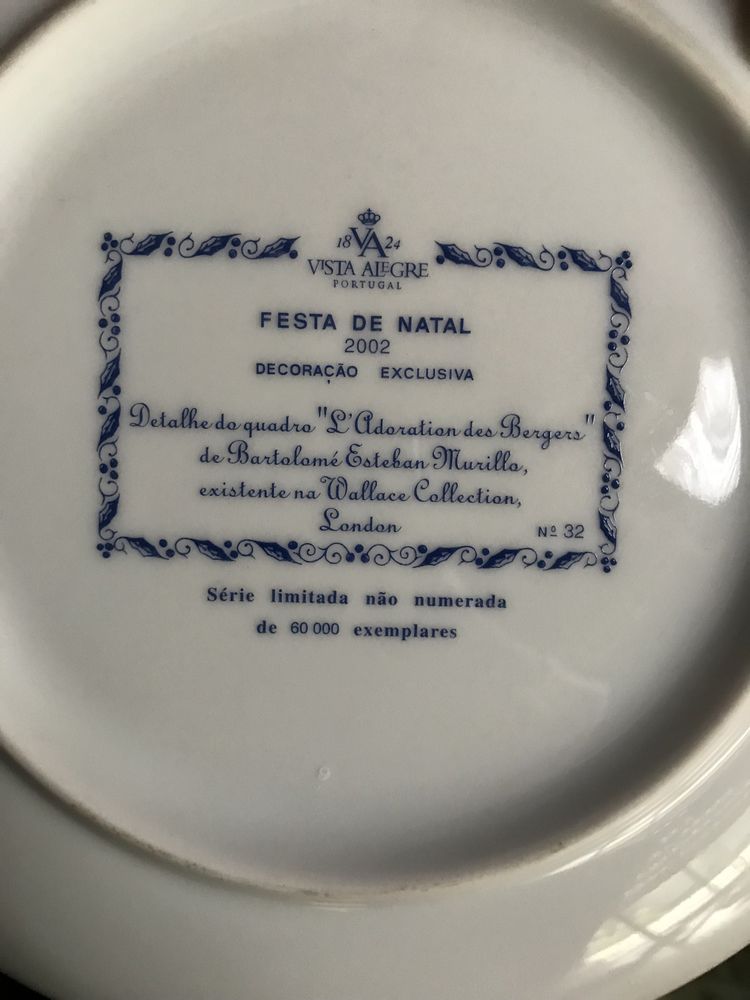 18 VA 24
VISTA ALEGRE
PORTUGAL
FESTA DE NATAL
2002
DECORAÇÃO EXCLUSIVA
Detalhe do quadro "L'Adoration des Bergers"
de Bartolomé Esteban Murillo,
existente na Wallace Collection,
London
Nº 32
Série limitada não numerada
de 60 000 exemplares